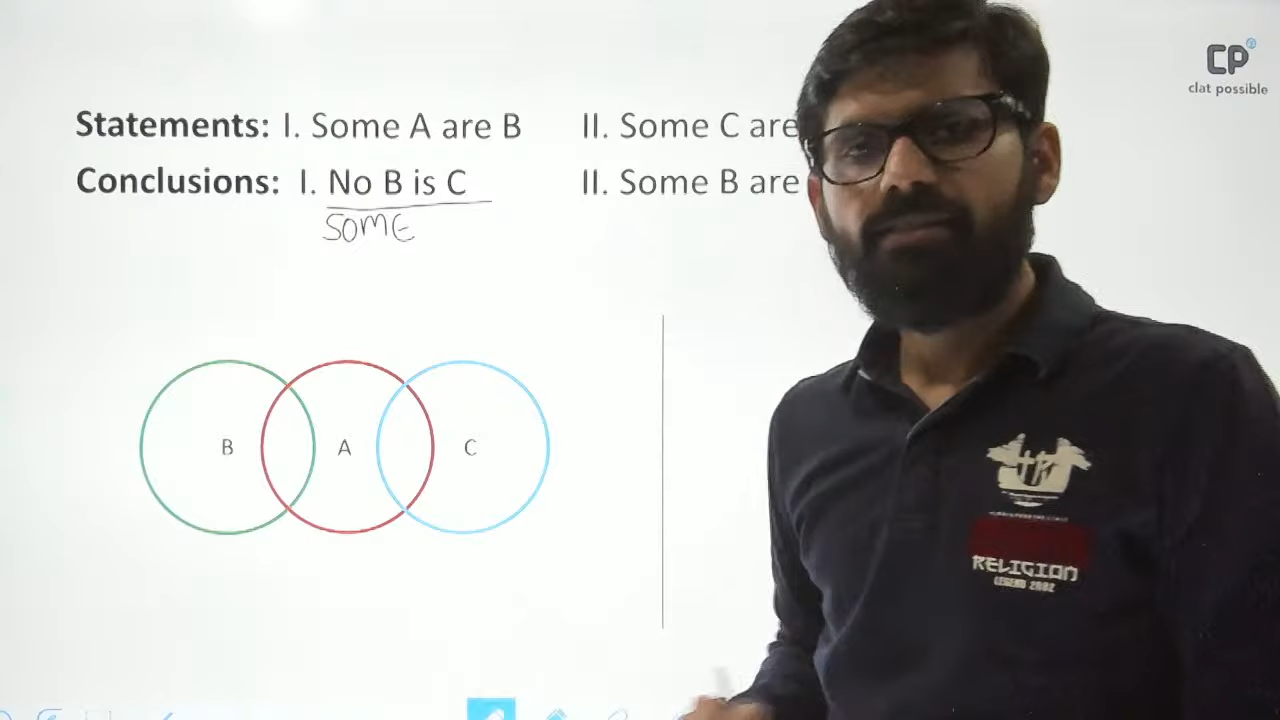 CP
clat possible
Statements: I. Some A are B II. Some C are
Conclusions: I. No B is C II. Some B are
SOME
B A C
RELIGION